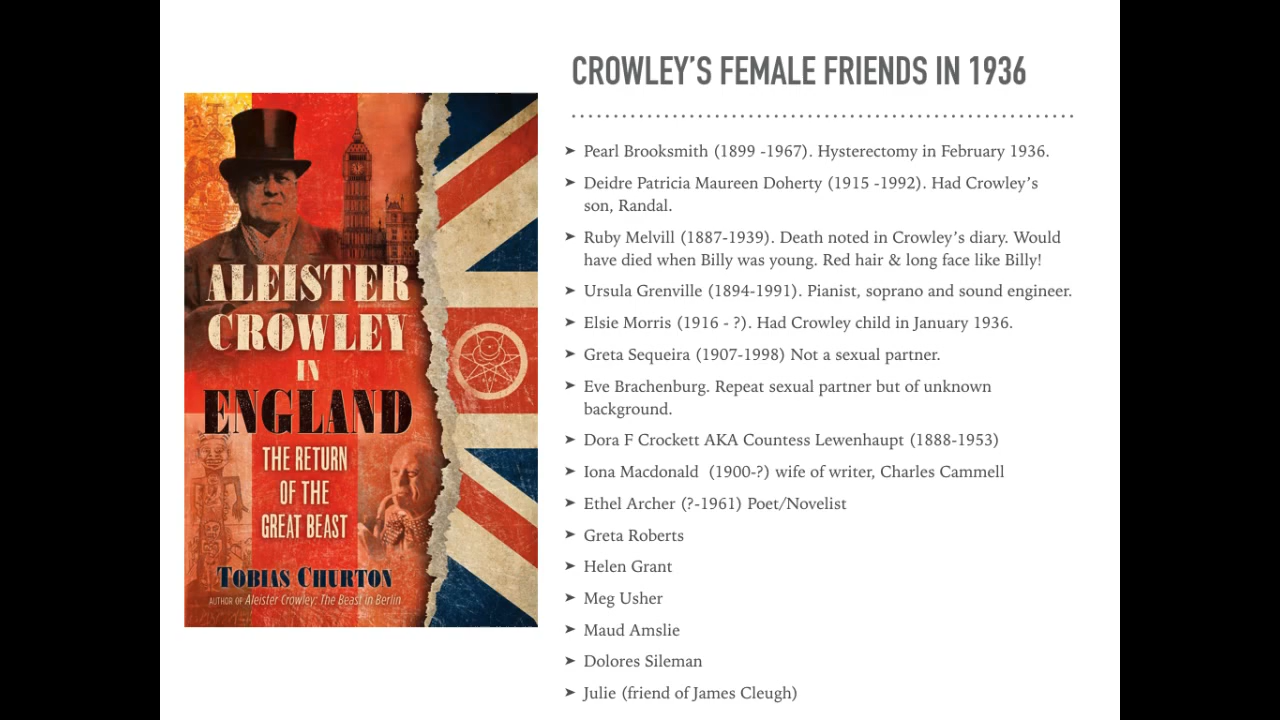 CROWLEY'S FEMALE FRIENDS IN 1936
ALEISTER
CROWLEY
IN
ENGLAND
THE RETURN
OF THE
GREAT BEAST
TOBIAS CHURTON
AUTHOR OF Aleister Crowley: The Beast in Berlin
➤ Pearl Brooksmith (1899 -1967). Hysterectomy in February 1936.
➤ Deidre Patricia Maureen Doherty (1915 -1992). Had Crowley's
son, Randal.
➤ Ruby Melvill (1887-1939). Death noted in Crowley's diary. Would
have died when Billy was young. Red hair & long face like Billy!
➤ Ursula Grenville (1894-1991). Pianist, soprano and sound engineer.
➤ Elsie Morris (1916 - ?). Had Crowley child in January 1936.
➤ Greta Sequeira (1907-1998) Not a sexual partner.
➤ Eve Brachenburg. Repeat sexual partner but of unknown
background.
➤ Dora F Crockett AKA Countess Lewenhaupt (1888-1953)
➤ Iona Macdonald  (1900-?) wife of writer, Charles Cammell
➤ Ethel Archer (?-1961) Poet/Novelist
➤ Greta Roberts
➤ Helen Grant
➤ Meg Usher
➤ Maud Amslie
➤ Dolores Sileman
➤ Julie (friend of James Cleugh)